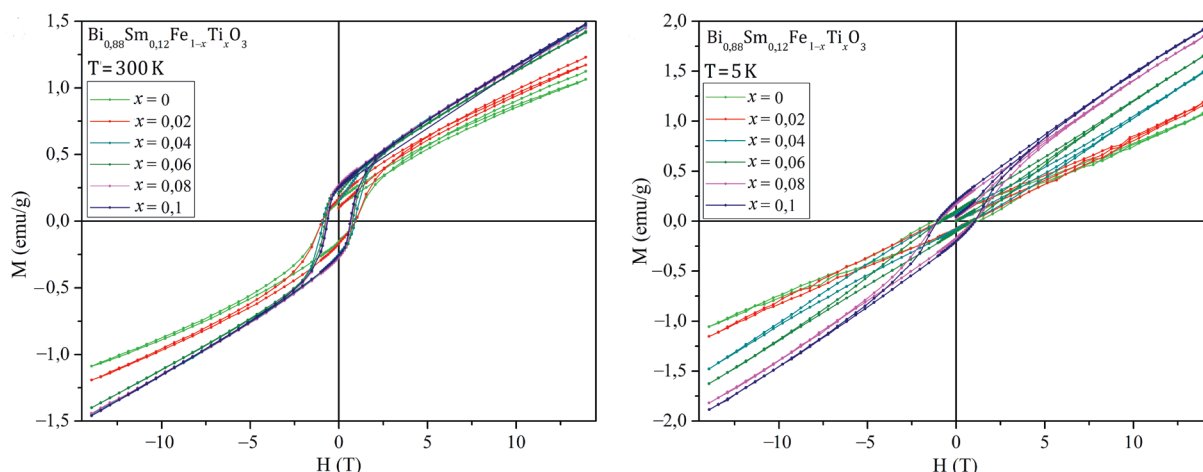 Bi0,88Sm0,12Fe1−xTixO3
T = 300 K
x = 0
x = 0,02
x = 0,04
x = 0,06
x = 0,08
x = 0,1
1,5
1,0
0,5
0,0
−0,5
−1,0
−1,5
M (emu/g)
−10
−5
0
5
10
H (T)
Bi0,88Sm0,12Fe1−xTixO3
T = 5 K
x = 0
x = 0,02
x = 0,04
x = 0,06
x = 0,08
x = 0,1
2,0
1,5
1,0
0,5
0,0
−0,5
−1,0
−1,5
−2,0
M (emu/g)
−10
−5
0
5
10
H (T)